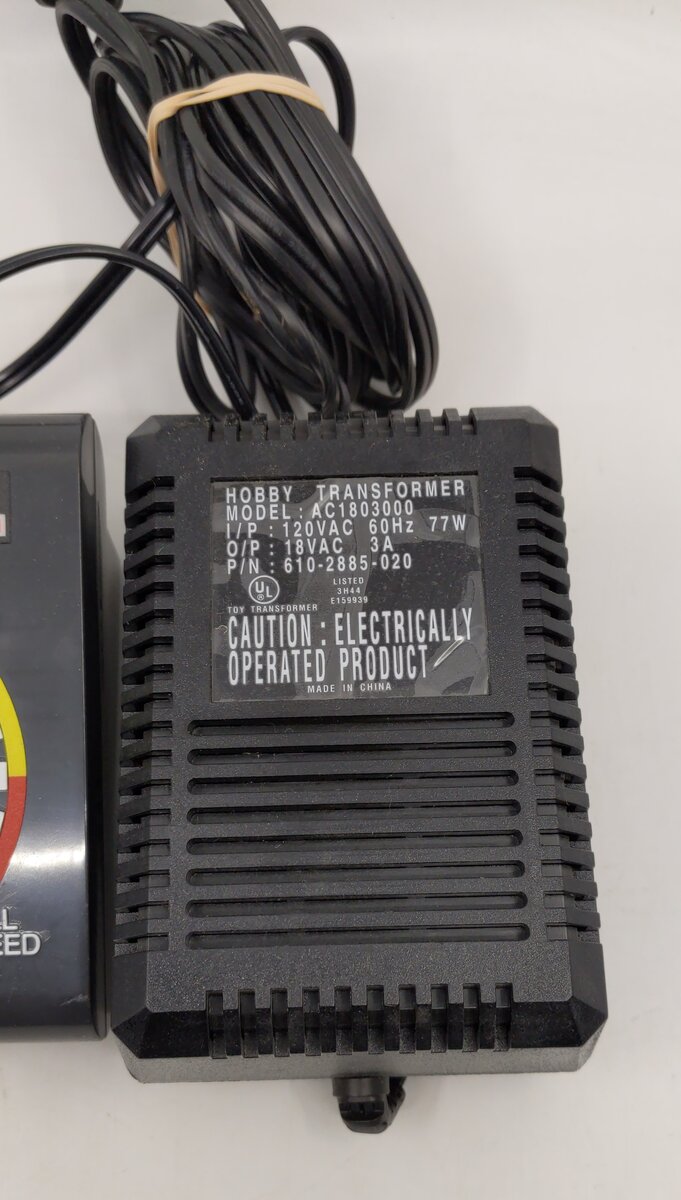 HOBBY TRANSFORMER
MODEL : AC1803000
I/P : 120VAC 60Hz 77W
O/P : 18VAC 3A
P/N : 610-2885-020
UL
LISTED
3H44
E159939
TOY TRANSFORMER
CAUTION : ELECTRICALLY
OPERATED PRODUCT
MADE IN CHINA